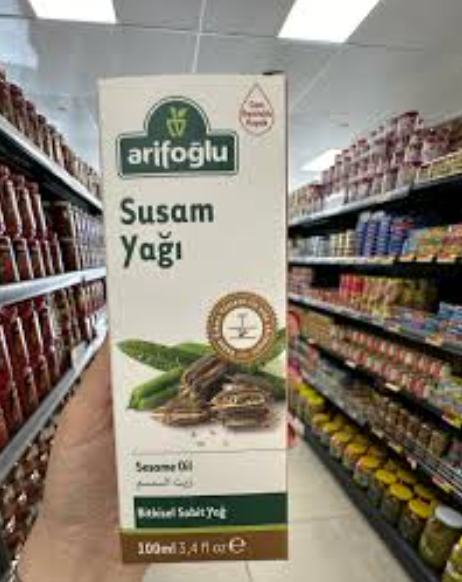 arifoğlu
Susam
Yağı
Sesame Oil
زيت السمسم
Bitkisel Sabit Yağ
100ml 3,4 fl oz e